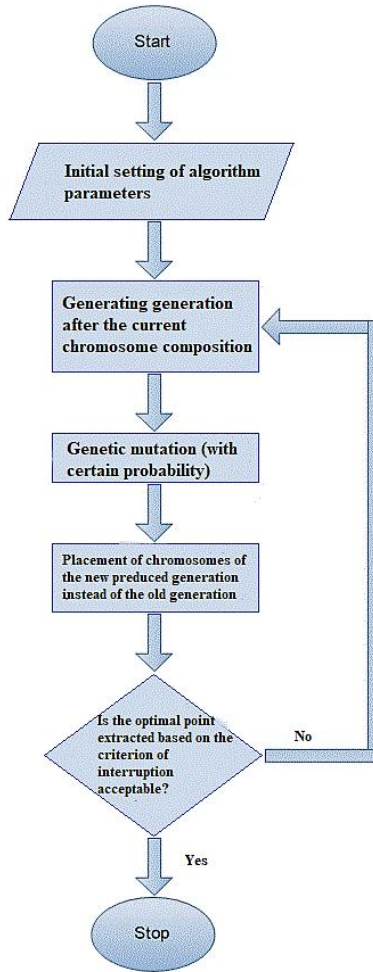 Start
Initial setting of algorithm
parameters
Generating generation
after the current
chromosome composition
Genetic mutation (with
certain probability)
Placement of chromosomes of
the new preduced generation
instead of the old generation
Is the optimal point
extracted based on the
criterion of
interruption
acceptable?
No
Yes
Stop